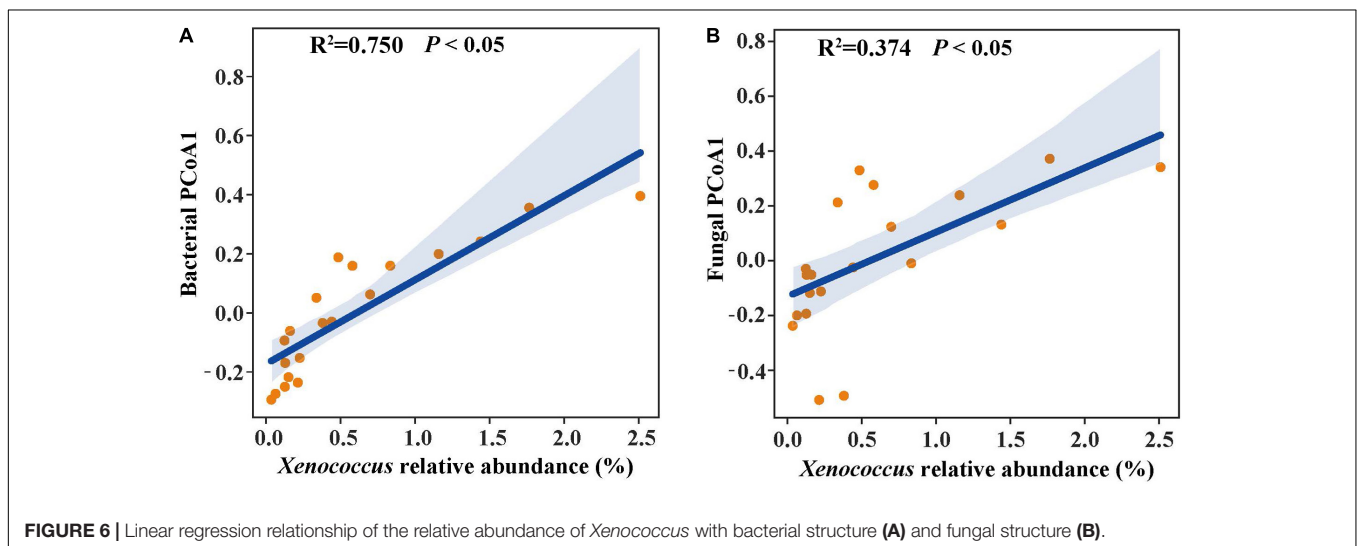 A
R²=0.750 P < 0.05
Bacterial PCoA1
0.8
0.6
0.4
0.2
0.0
-0.2
0.0 0.5 1.0 1.5 2.0 2.5
Xenococcus relative abundance (%)
B
R²=0.374 P < 0.05
Fungal PCoA1
0.8
0.6
0.4
0.2
0.0
-0.2
-0.4
0.0 0.5 1.0 1.5 2.0 2.5
Xenococcus relative abundance (%)
FIGURE 6 | Linear regression relationship of the relative abundance of Xenococcus with bacterial structure (A) and fungal structure (B).